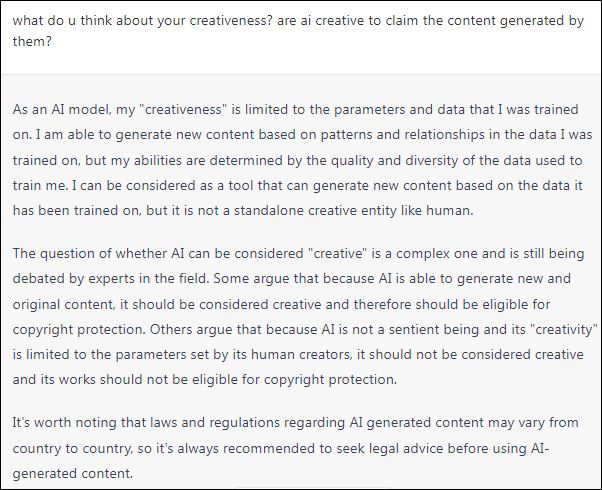 what do u think about your creativeness? are ai creative to claim the content generated by
them?
As an AI model, my "creativeness" is limited to the parameters and data that I was trained
on. I am able to generate new content based on patterns and relationships in the data I was
trained on, but my abilities are determined by the quality and diversity of the data used to
train me. I can be considered as a tool that can generate new content based on the data it
has been trained on, but it is not a standalone creative entity like human.
The question of whether AI can be considered "creative" is a complex one and is still being
debated by experts in the field. Some argue that because AI is able to generate new and
original content, it should be considered creative and therefore should be eligible for
copyright protection. Others argue that because AI is not a sentient being and its "creativity"
is limited to the parameters set by its human creators, it should not be considered creative
and its works should not be eligible for copyright protection.
It's worth noting that laws and regulations regarding AI generated content may vary from
country to country, so it's always recommended to seek legal advice before using AI-
generated content.